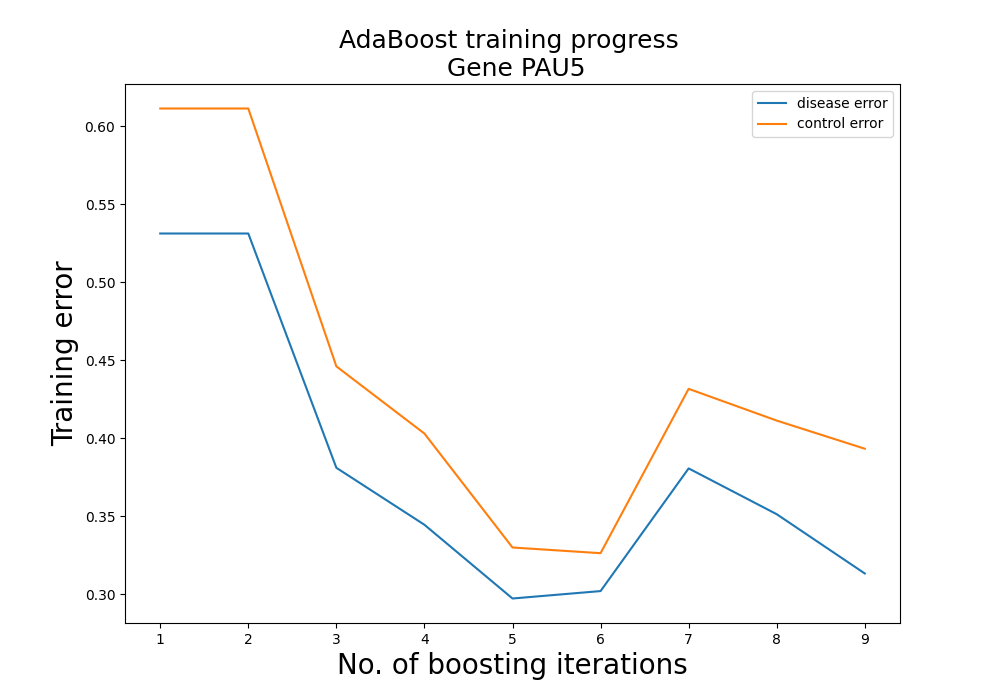 AdaBoost training progress
Gene PAU5
disease error
control error
Training error
0.60
0.55
0.50
0.45
0.40
0.35
0.30
1 2 3 4 5 6 7 8 9
No. of boosting iterations